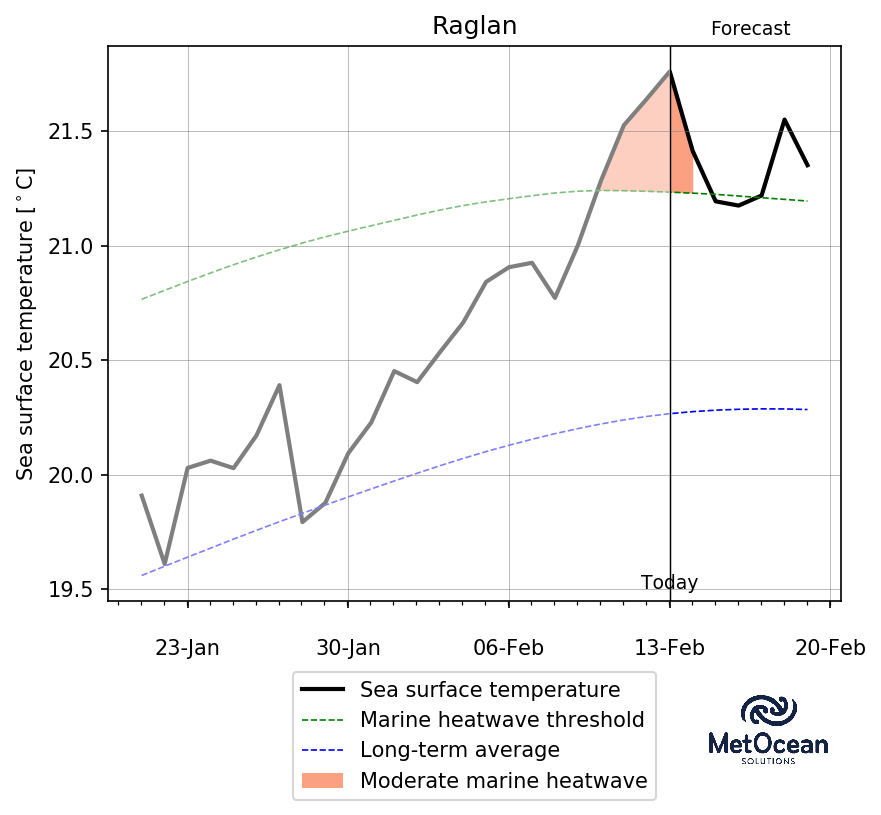 Raglan
Forecast
Sea surface temperature [°C]
21.5
21.0
20.5
20.0
19.5
Today
23-Jan
30-Jan
06-Feb
13-Feb
20-Feb
Sea surface temperature
Marine heatwave threshold
Long-term average
Moderate marine heatwave
MetOcean
SOLUTIONS